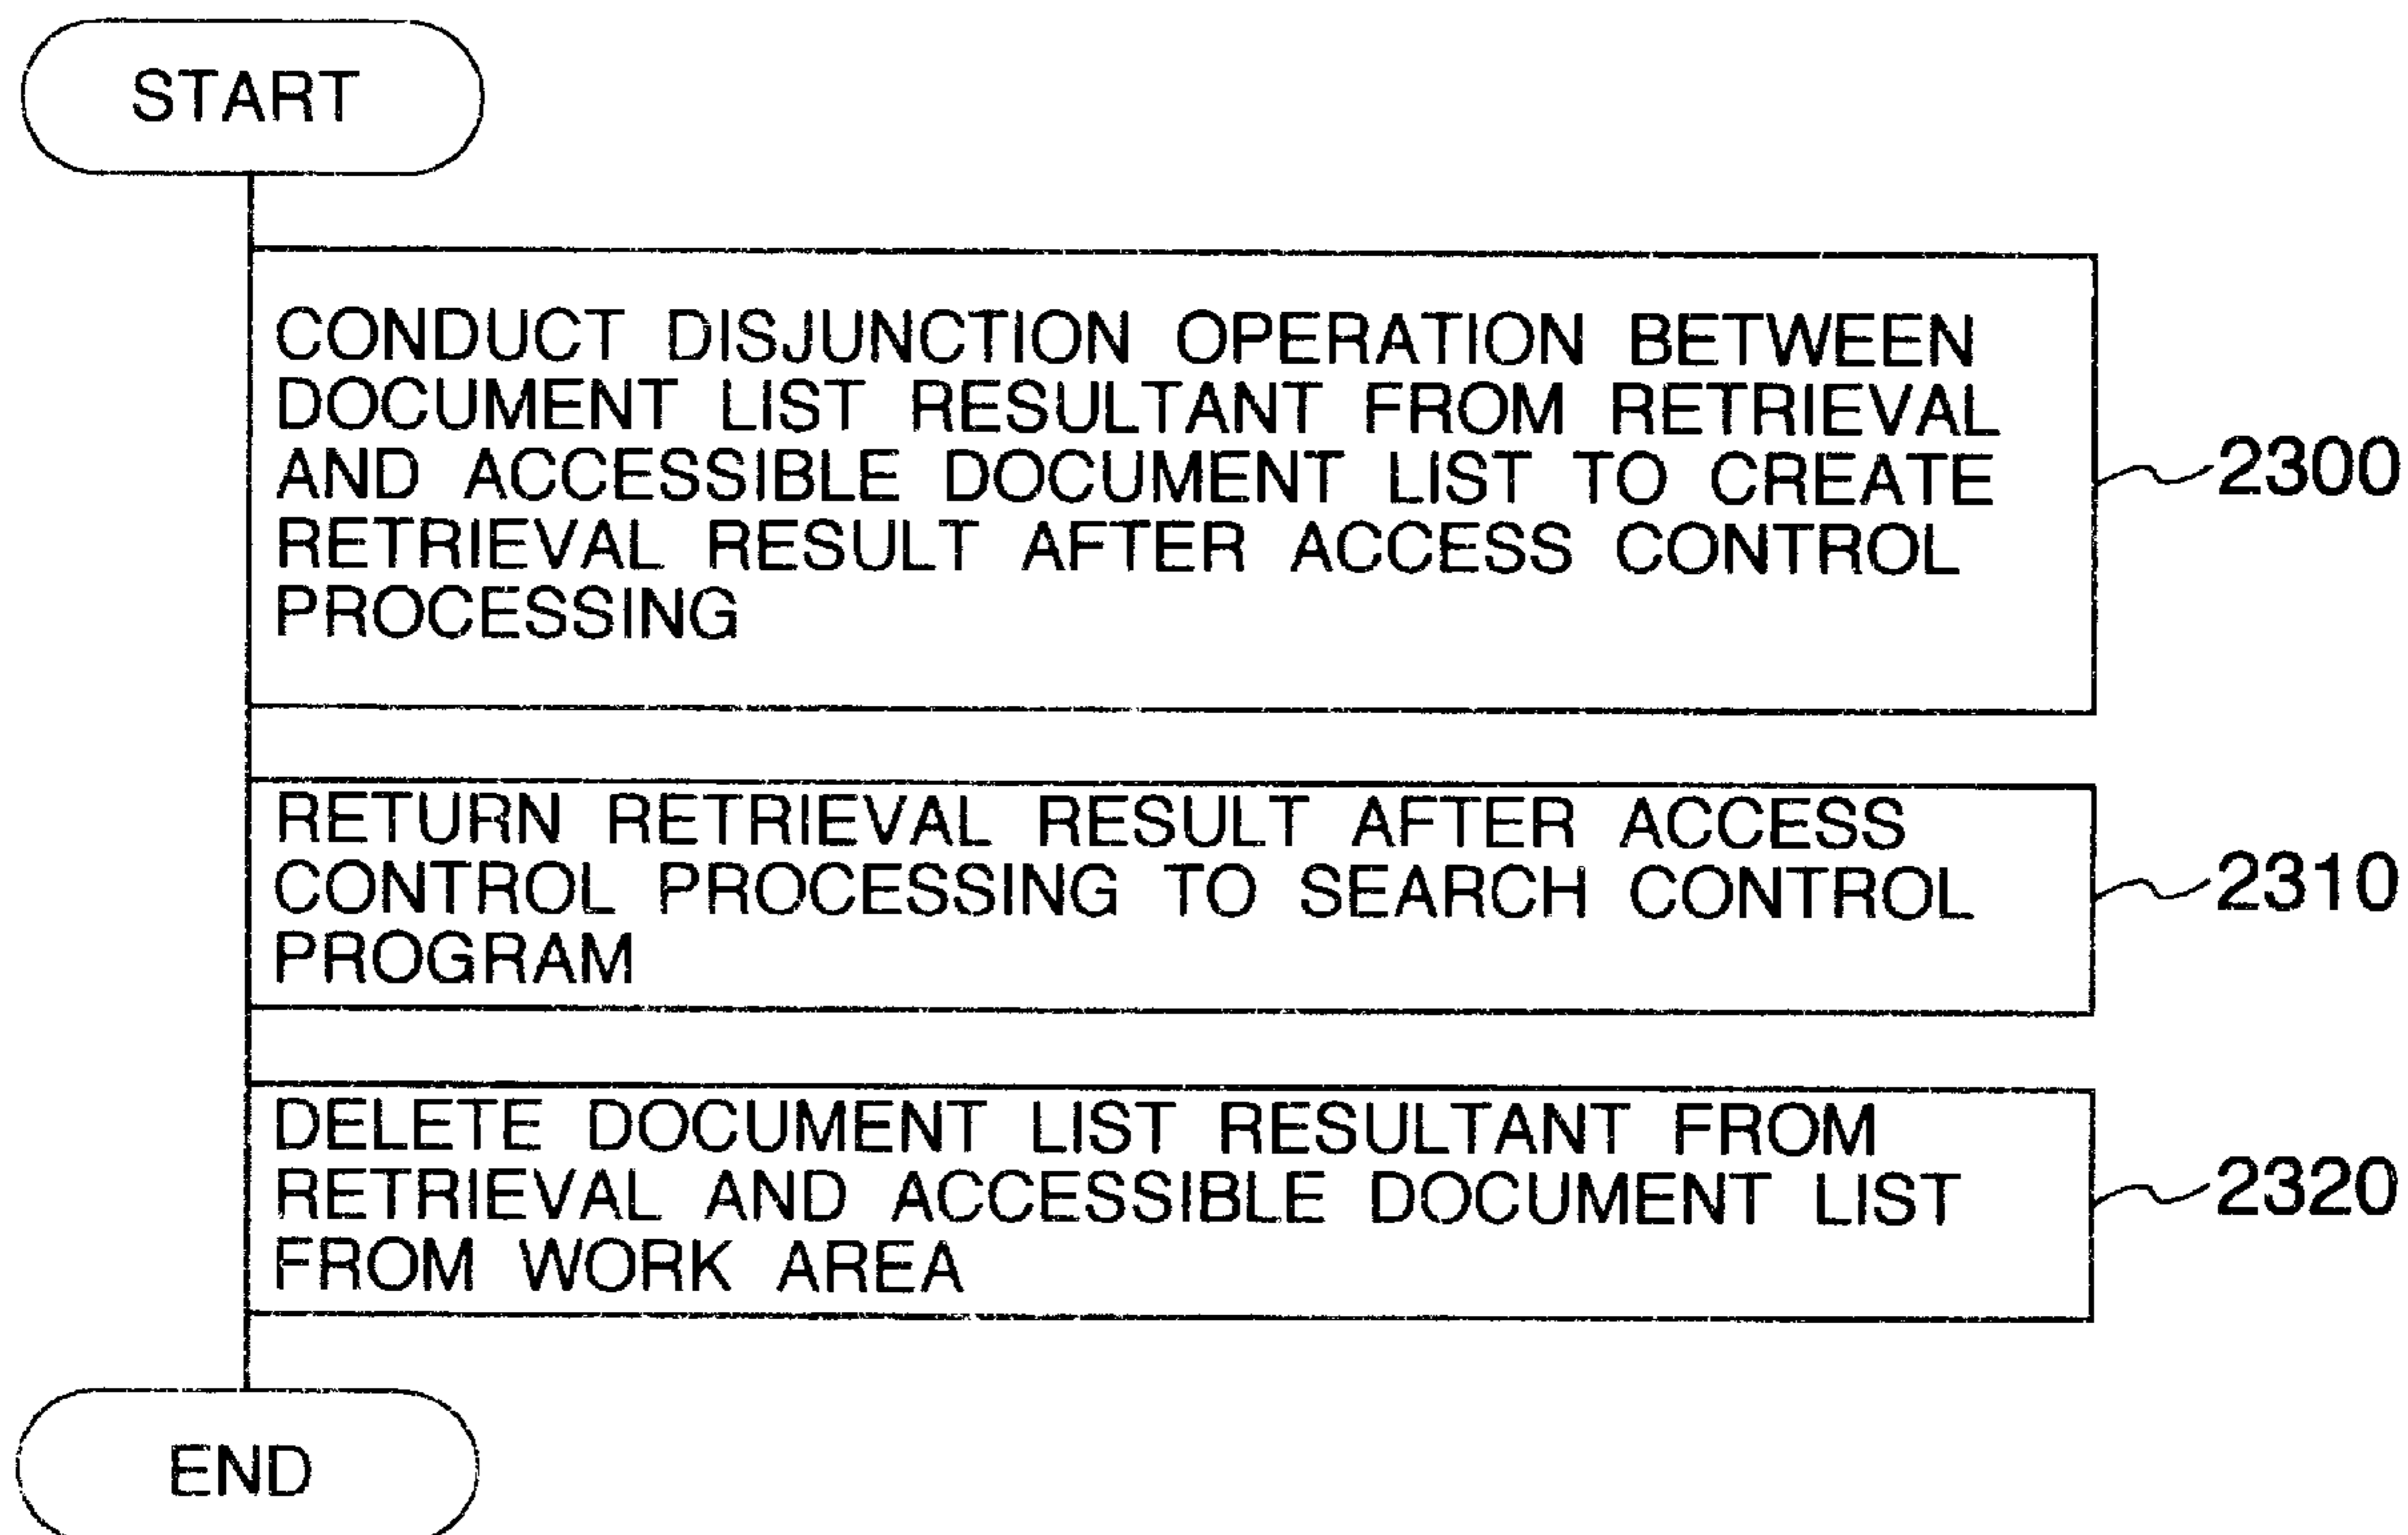 START
CONDUCT DISJUNCTION OPERATION BETWEEN
DOCUMENT LIST RESULTANT FROM RETRIEVAL
AND ACCESSIBLE DOCUMENT LIST TO CREATE
RETRIEVAL RESULT AFTER ACCESS CONTROL
PROCESSING
2300
RETURN RETRIEVAL RESULT AFTER ACCESS
CONTROL PROCESSING TO SEARCH CONTROL
PROGRAM
2310
DELETE DOCUMENT LIST RESULTANT FROM
RETRIEVAL AND ACCESSIBLE DOCUMENT LIST
FROM WORK AREA
2320
END